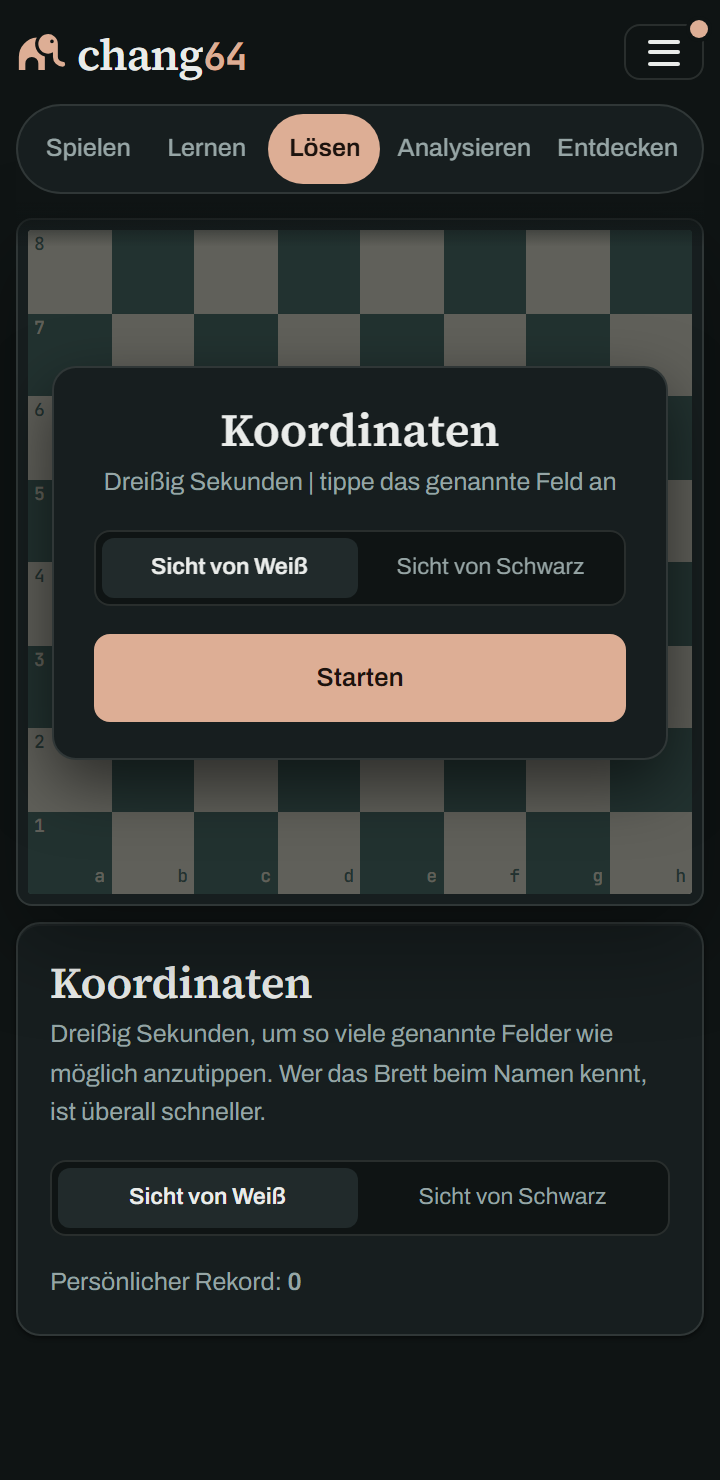 chang64
Spielen Lernen Lösen Analysieren Entdecken
8
7
6
5
4
3
2
1
a b c d e f g h
Koordinaten
Dreißig Sekunden | tippe das genannte Feld an
Sicht von Weiß Sicht von Schwarz
Starten
Koordinaten
Dreißig Sekunden, um so viele genannte Felder wie
möglich anzutippen. Wer das Brett beim Namen kennt,
ist überall schneller.
Sicht von Weiß Sicht von Schwarz
Persönlicher Rekord: 0